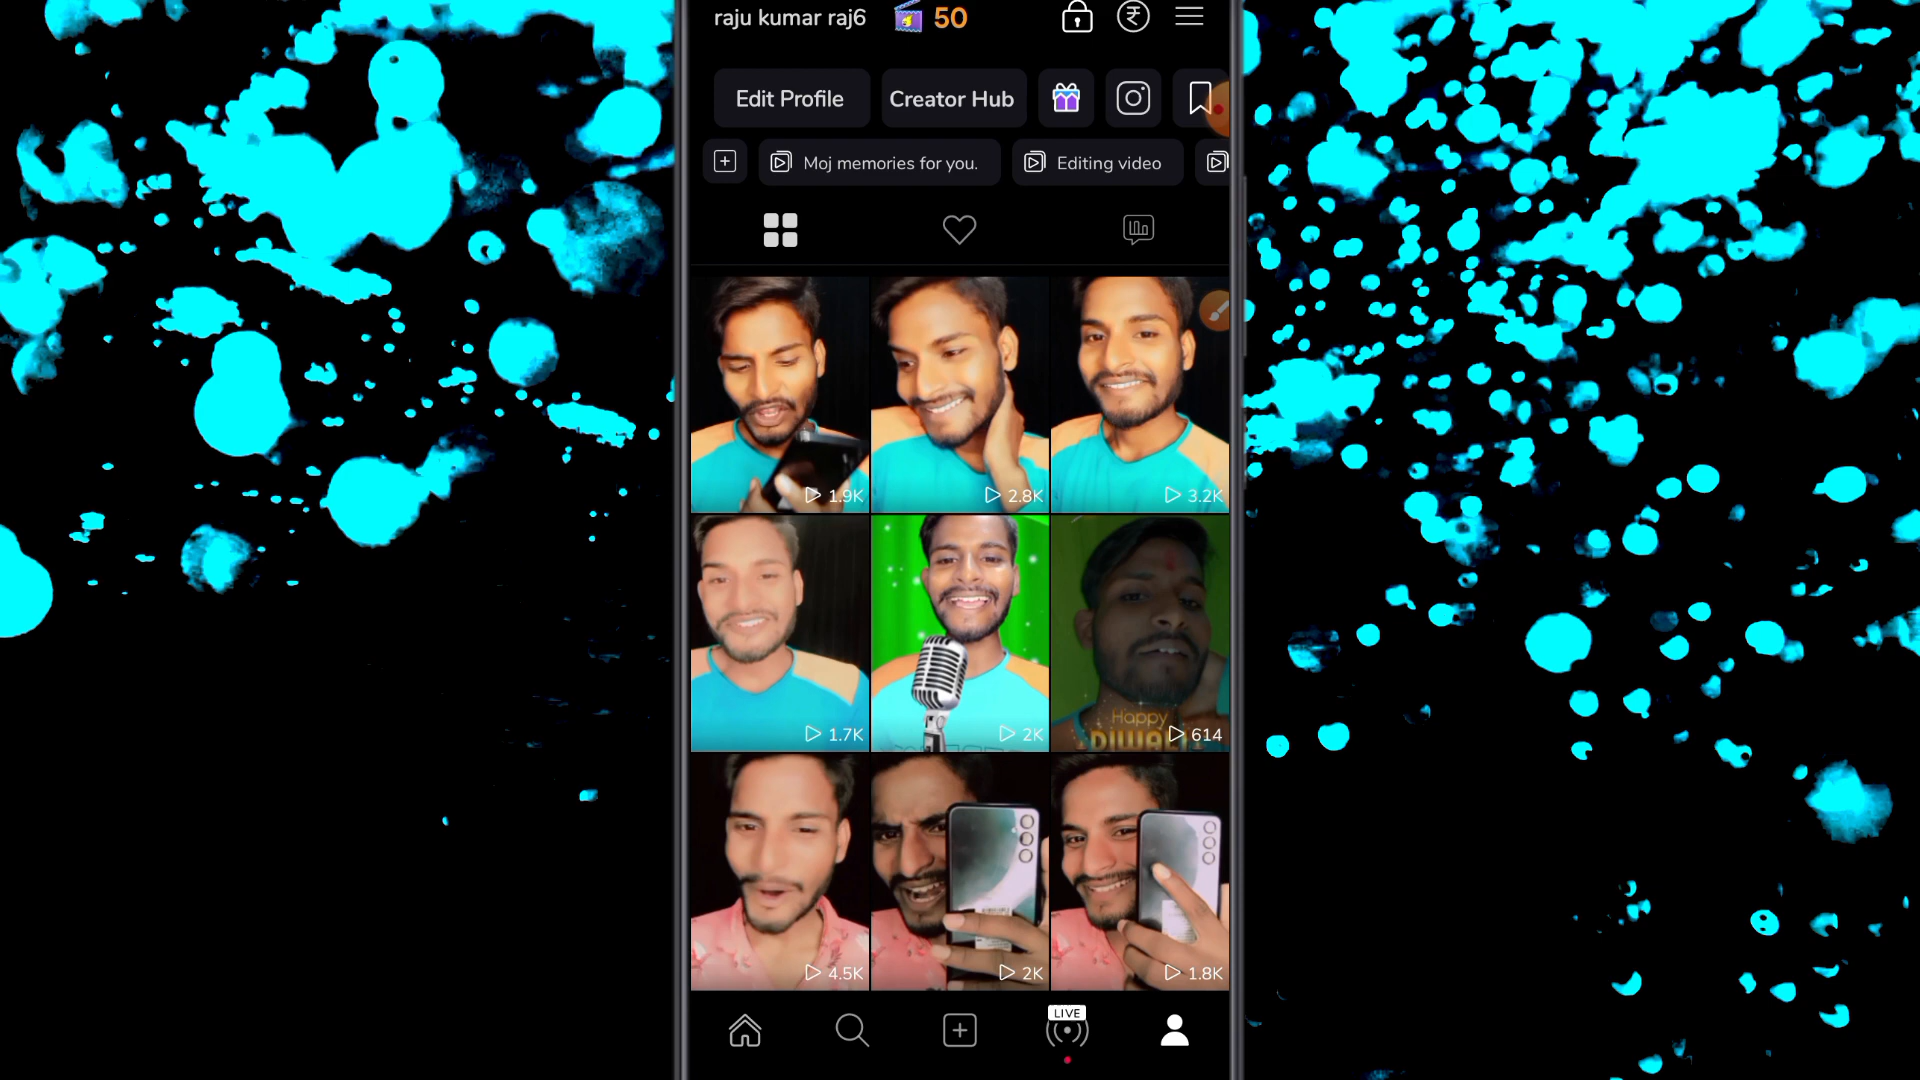 raju kumar raj6 50
Edit Profile Creator Hub
Moj memories for you. Editing video
1.9K 2.8K 3.2K
1.7K 2K 614
Happy
DIWALI
4.5K 2K 1.8K
LIVE